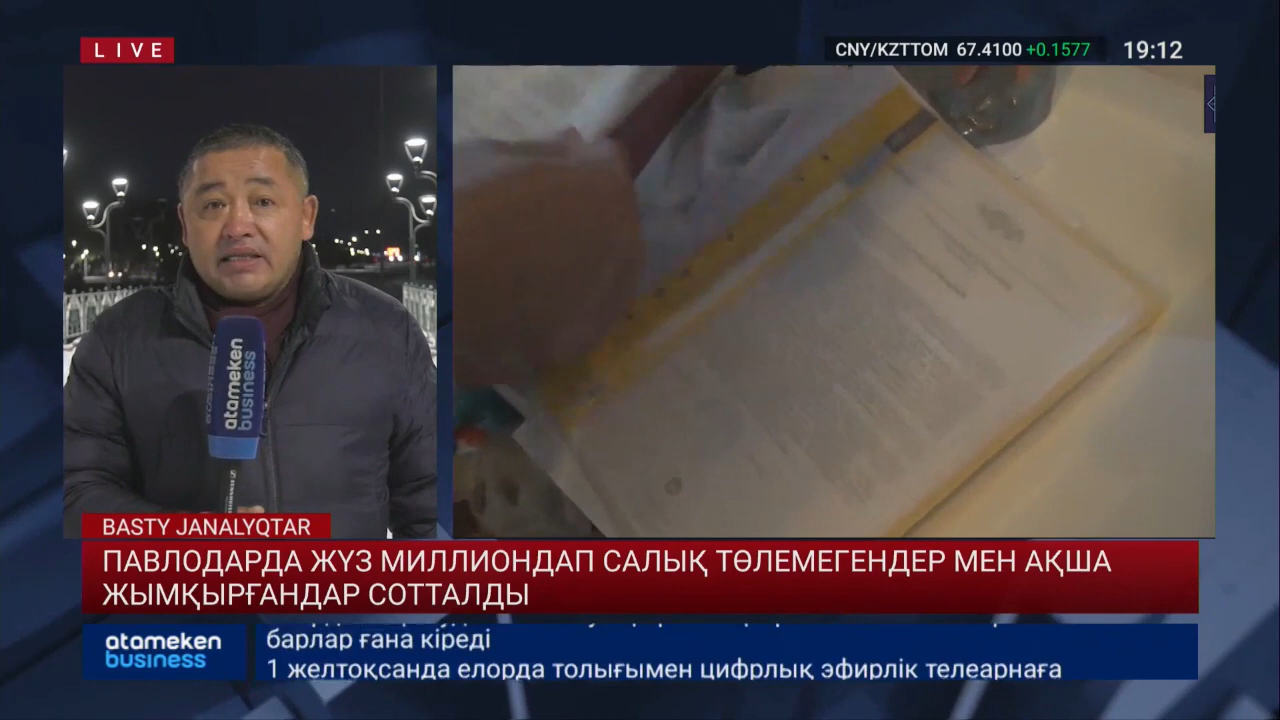 LIVE
CNY/KZTTOM 67.4100 +0.1577
19:12
atameken
business
BASTY JANALYQTAR
ПАВЛОДАРДА ЖҮЗ МИЛЛИОНДАП САЛЫҚ ТӨЛЕМЕГЕНДЕР МЕН АҚША
ЖЫМҚЫРҒАНДАР СОТТАЛДЫ
atameken
business
барлар ғана кіреді
1 желтоқсанда елорда толығымен цифрлық эфирлік телеарнаға